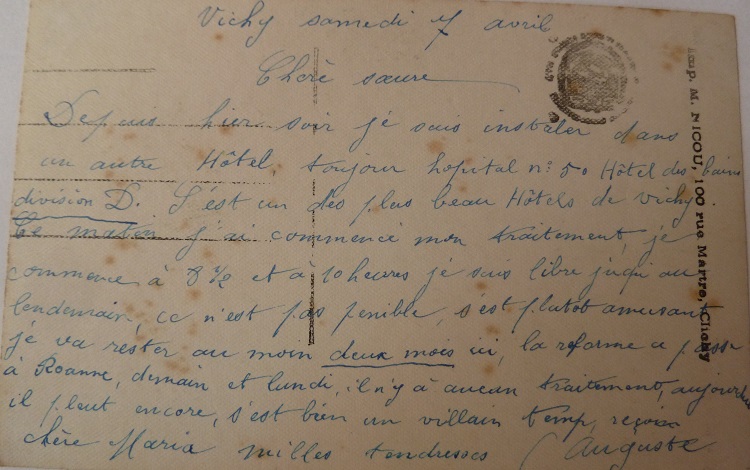 Vichy samedi 7 avril
Chère sœure
Depuis hier soir je suis instaler dans
un autre Hôtel, toujour hopital n: 50 Hôtel des bains
division D. S'est un des plus beau Hôtels de Vichy.
Ce matin j'ai commencé mon traitement, je
commence à 8 ½ et à 10 heures je suis libre jusqu'au
lendemain, ce n'est pas penible, s'est plutot amusant
je va rester au moin deux mois ici, la reforme a passé
à Roanne, demain et lundi, il n'y à aucun traitement, aujourdhui
il pleut encore, s'est bien un villain temp, reçois
chère Maria milles tendresses Auguste
Imp. M. NICOU, 100 rue Martre, Clichy